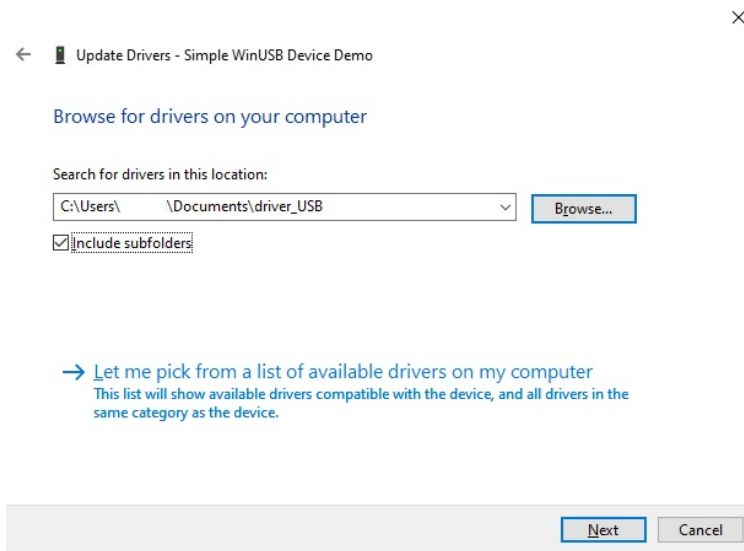 Update Drivers - Simple WinUSB Device Demo
Browse for drivers on your computer
Search for drivers in this location:
C:\Users\ \Documents\driver_USB
Browse...
Include subfolders
Let me pick from a list of available drivers on my computer
This list will show available drivers compatible with the device, and all drivers in the
same category as the device.
Next
Cancel